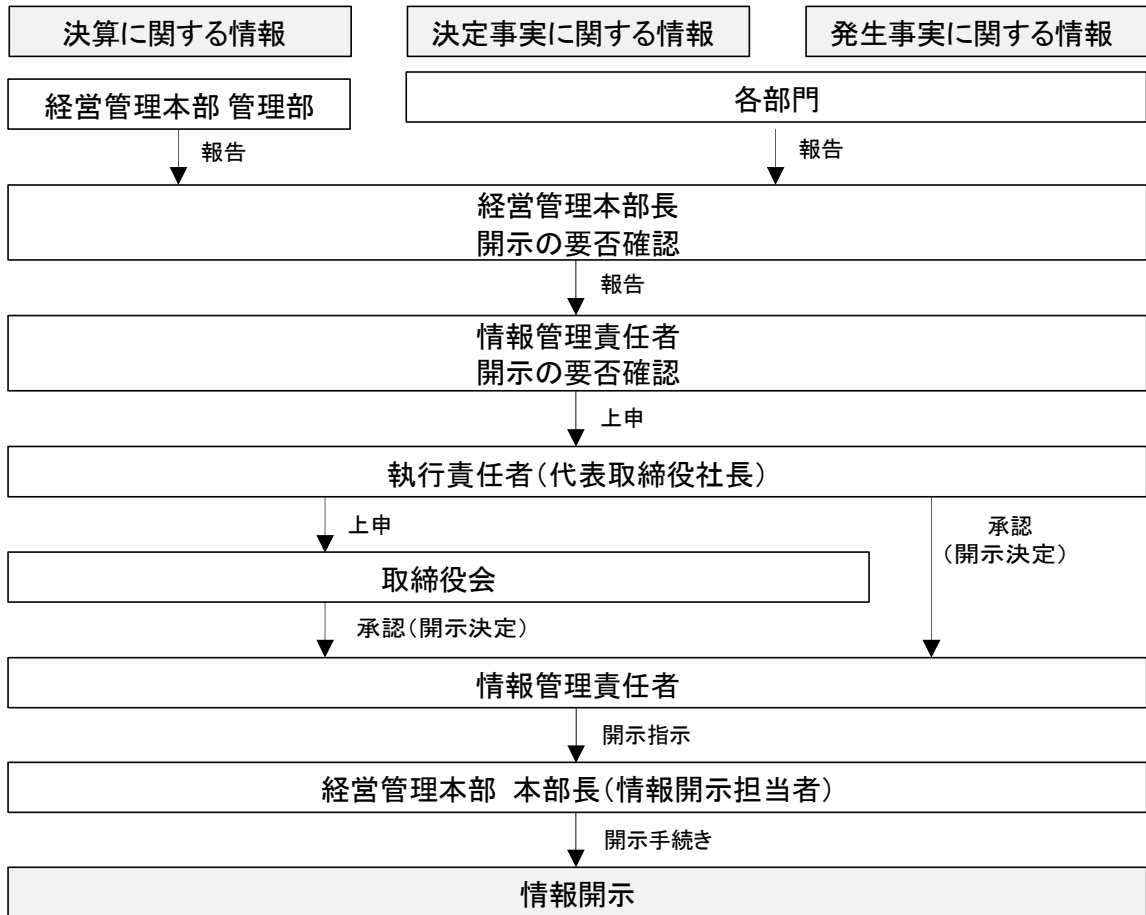 決算に関する情報
決定事実に関する情報
発生事実に関する情報
経営管理本部 管理部
各部門
報告
報告
経営管理本部長
開示の要否確認
報告
情報管理責任者
開示の要否確認
上申
執行責任者(代表取締役社長)
上申
承認
(開示決定)
取締役会
承認(開示決定)
情報管理責任者
開示指示
経営管理本部 本部長(情報開示担当者)
開示手続き
情報開示